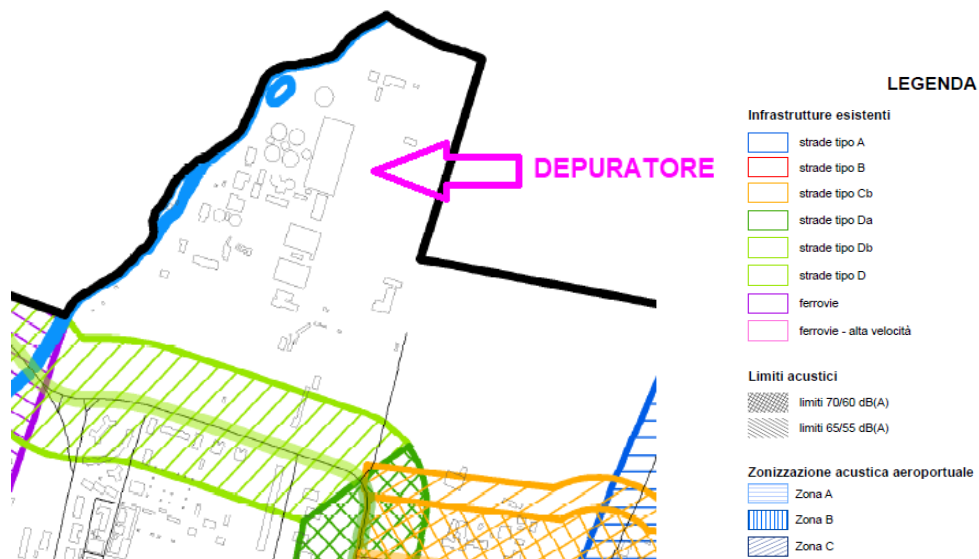 DEPURATORE
LEGENDA
Infrastrutture esistenti
strade tipo A
strade tipo B
strade tipo Cb
strade tipo Da
strade tipo Db
strade tipo D
ferrovie
ferrovie - alta velocità
Limiti acustici
limiti 70/60 dB(A)
limiti 65/55 dB(A)
Zonizzazione acustica aeroportuale
Zona A
Zona B
Zona C